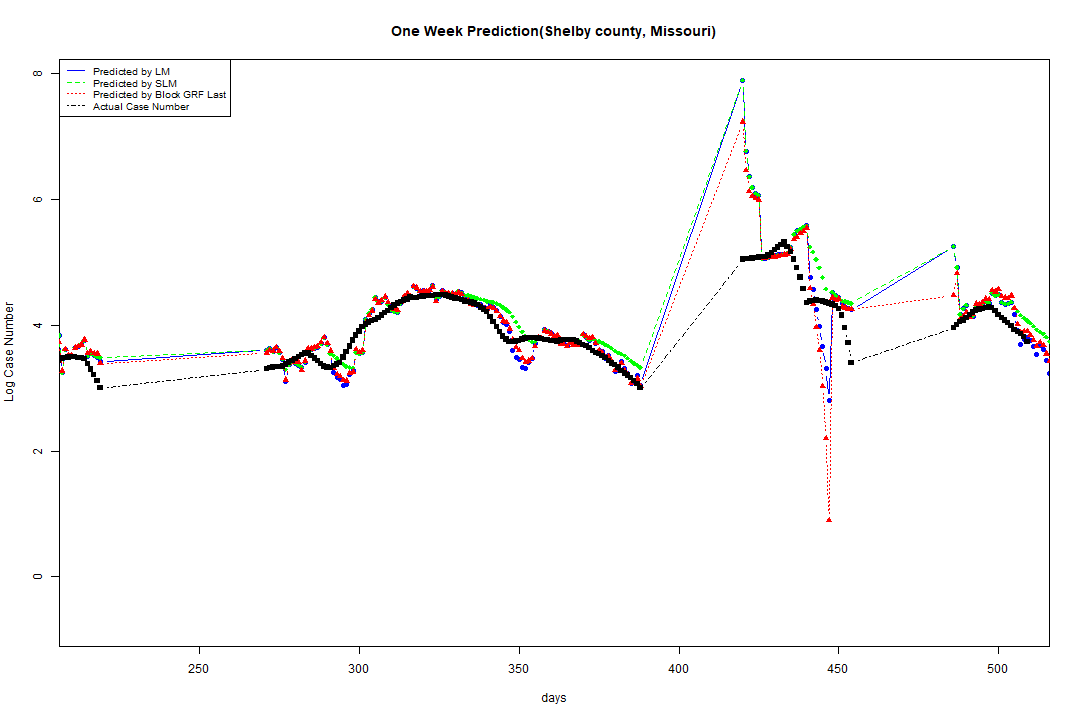 One Week Prediction(Shelby county, Missouri)
Predicted by LM
Predicted by SLM
Predicted by Block GRF Last
Actual Case Number
8
6
4
2
0
Log Case Number
250 300 350 400 450 500
days